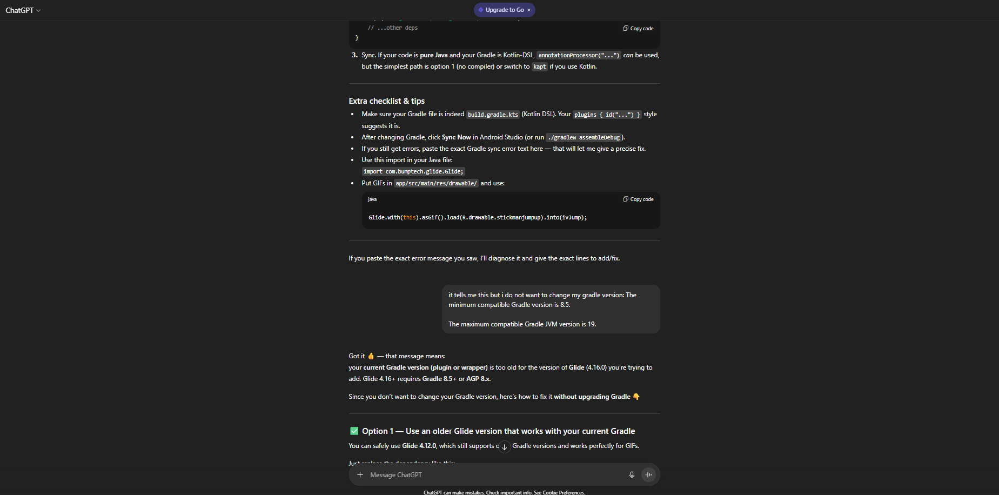 ChatGPT
Upgrade to Go ×
// ...other deps
Copy code
}
3. Sync. If your code is pure Java and your Gradle is Kotlin-DSL, annotationProcessor("...") can be used,
but the simplest path is option 1 (no compiler) or switch to kapt if you use Kotlin.
Extra checklist & tips
• Make sure your Gradle file is indeed build.gradle.kts (Kotlin DSL). Your plugins { id("...") } style
suggests it is.
• After changing Gradle, click Sync Now in Android Studio (or run ./gradlew assembleDebug ).
• If you still get errors, paste the exact Gradle sync error text here — that will let me give a precise fix.
• Use this import in your Java file:
import com.bumptech.glide.Glide;
• Put GIFs in app/src/main/res/drawable/ and use:
java
Copy code
Glide.with(this).asGif().load(R.drawable.stickmanjumpup).into(ivJump);
If you paste the exact error message you saw, I’ll diagnose it and give the exact lines to add/fix.
it tells me this but i do not want to change my gradle version: The
minimum compatible Gradle version is 8.5.
The maximum compatible Gradle JVM version is 19.
Got it 👍 — that message means:
your current Gradle version (plugin or wrapper) is too old for the version of Glide (4.16.0) you’re trying to
add. Glide 4.16+ requires Gradle 8.5+ or AGP 8.x.
Since you don’t want to change your Gradle version, here’s how to fix it without upgrading Gradle 👇
✅ Option 1 — Use an older Glide version that works with your current Gradle
You can safely use Glide 4.12.0, which still supports Gradle versions and works perfectly for GIFs.
Just replace the dependency like this:
Message ChatGPT
ChatGPT can make mistakes. Check important info. See Cookie Preferences.